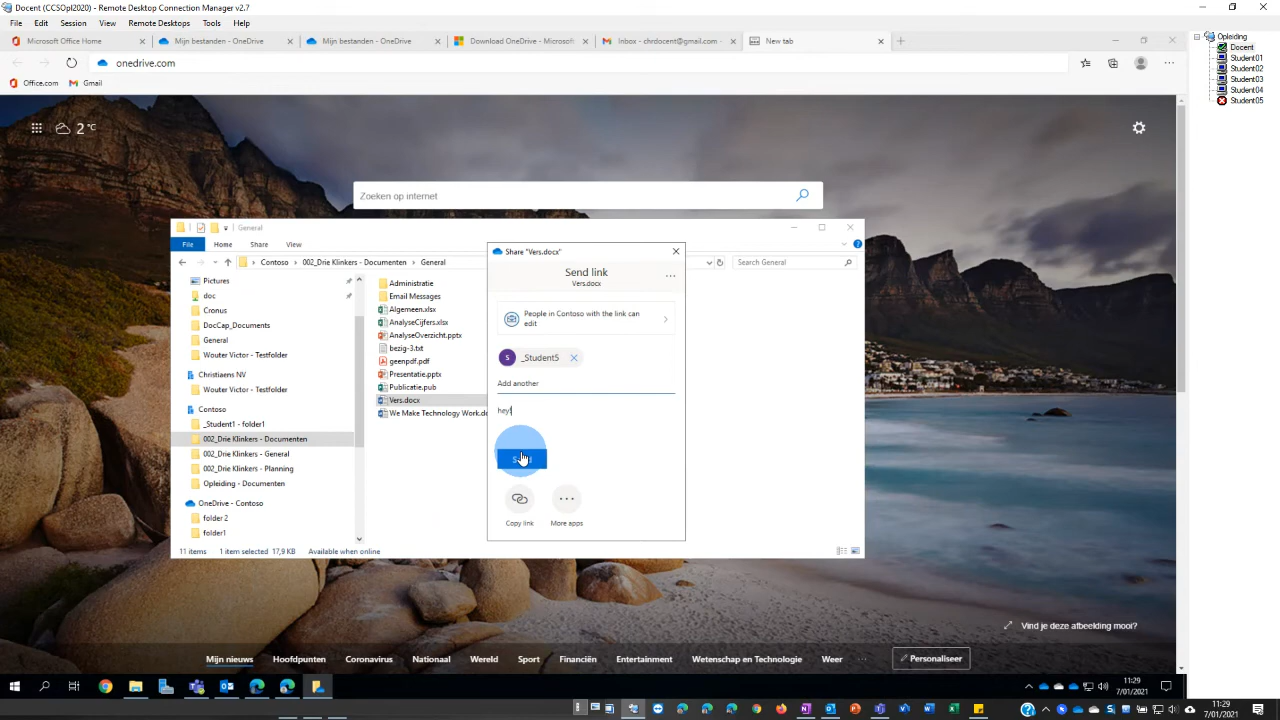 Docent (CCSOpl2020) - Remote Desktop Connection Manager v2.7
File Edit Session View Remote Desktops Tools Help
Microsoft Office Home Mijn bestanden - OneDrive Mijn bestanden - OneDrive Download OneDrive - Microsoft Inbox - chrdocent@gmail.com - New tab
onedrive.com
Office.com Gmail
2°C
Zoeken op internet
General
File Home Share View
Contoso 002_Drie Klinkers - Documenten General
Search General
Pictures
doc
Cronus
DocCap_Documents
General
Wouter Victor - Testfolder
Christiaens NV
Wouter Victor - Testfolder
Contoso
_Student1 - folder1
002_Drie Klinkers - Documenten
002_Drie Klinkers - General
002_Drie Klinkers - Planning
Opleiding - Documenten
OneDrive - Contoso
folder 2
folder1
Administratie
Email Messages
Algemeen.xlsx
AnalyseCijfers.xlsx
AnalyseOverzicht.pptx
bezig-3.txt
geenpdf.pdf
Presentatie.pptx
Publicatie.pub
Vers.docx
We Make Technology Work.do
11 items 1 item selected 17,9 KB Available when online
Share "Vers.docx"
Send link
Vers.docx
People in Contoso with the link can
edit
S _Student5
Add another
hey!
Send
Copy link More apps
Opleiding
Docent
Student01
Student02
Student03
Student04
Student05
Vind je deze afbeelding mooi?
Mijn nieuws Hoofdpunten Coronavirus Nationaal Wereld Sport Financiën Entertainment Wetenschap en Technologie Weer Personaliseer
11:29
7/01/2021
11:29
7/01/2021